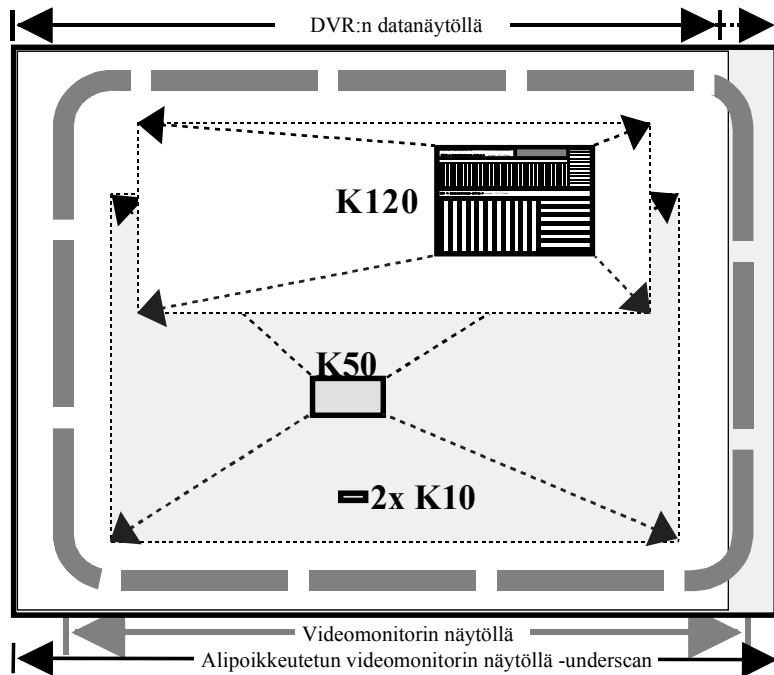 DVR:n datanäytöllä
K120
K50
2x K10
Videomonitorin näytöllä
Alipoikkeutetun videomonitorin näytöllä -underscan